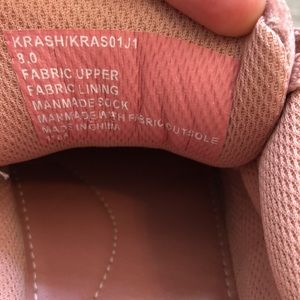 KRASH/KRAS01J1
8.0
FABRIC UPPER
FABRIC LINING
MANMADE SOCK
MANMADE WITH FABRIC OUTSOLE
MADE IN CHINA